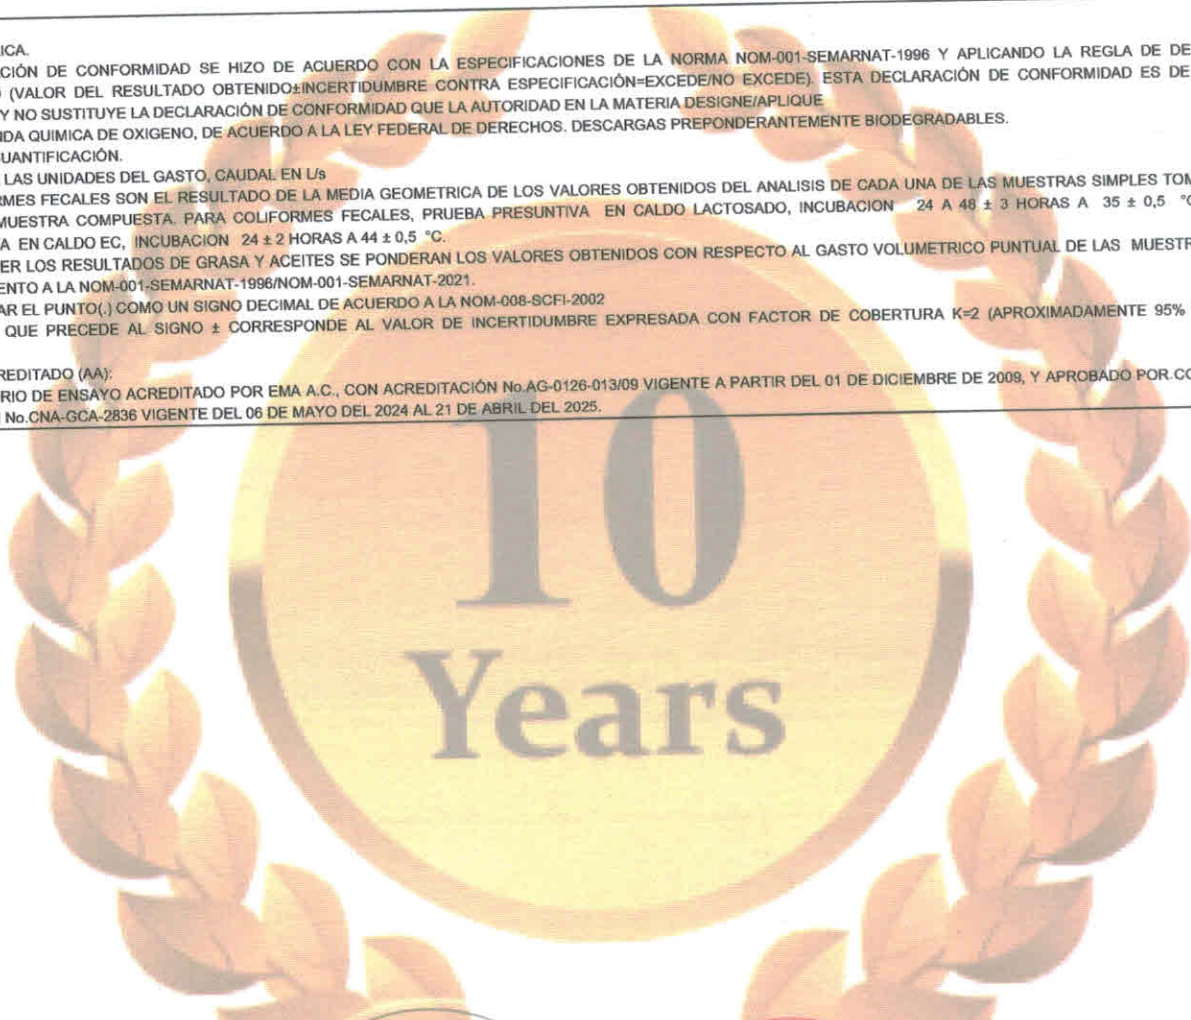 ICA.
CIÓN DE CONFORMIDAD SE HIZO DE ACUERDO CON LA ESPECIFICACIONES DE LA NORMA NOM-001-SEMARNAT-1996 Y APLICANDO LA REGLA DE DE
(VALOR DEL RESULTADO OBTENIDO±INCERTIDUMBRE CONTRA ESPECIFICACIÓN=EXCEDE/NO EXCEDE). ESTA DECLARACIÓN DE CONFORMIDAD ES DE
Y NO SUSTITUYE LA DECLARACIÓN DE CONFORMIDAD QUE LA AUTORIDAD EN LA MATERIA DESIGNE/APLIQUE
NDA QUIMICA DE OXIGENO, DE ACUERDO A LA LEY FEDERAL DE DERECHOS. DESCARGAS PREPONDERANTEMENTE BIODEGRADABLES.
CUANTIFICACIÓN.
LAS UNIDADES DEL GASTO, CAUDAL EN L/s
RMES FECALES SON EL RESULTADO DE LA MEDIA GEOMETRICA DE LOS VALORES OBTENIDOS DEL ANALISIS DE CADA UNA DE LAS MUESTRAS SIMPLES TOM
MUESTRA COMPUESTA. PARA COLIFORMES FECALES, PRUEBA PRESUNTIVA EN CALDO LACTOSADO, INCUBACION 24 A 48 ± 3 HORAS A 35 ± 0,5 °C
A EN CALDO EC, INCUBACION 24 ± 2 HORAS A 44 ± 0,5 °C.
ER LOS RESULTADOS DE GRASA Y ACEITES SE PONDERAN LOS VALORES OBTENIDOS CON RESPECTO AL GASTO VOLUMETRICO PUNTUAL DE LAS MUESTR
ENTO A LA NOM-001-SEMARNAT-1996/NOM-001-SEMARNAT-2021.
AR EL PUNTO(.) COMO UN SIGNO DECIMAL DE ACUERDO A LA NOM-008-SCFI-2002
QUE PRECEDE AL SIGNO ± CORRESPONDE AL VALOR DE INCERTIDUMBRE EXPRESADA CON FACTOR DE COBERTURA K=2 (APROXIMADAMENTE 95%
REDITADO (AA):
RIO DE ENSAYO ACREDITADO POR EMA A.C., CON ACREDITACIÓN No.AG-0126-013/09 VIGENTE A PARTIR DEL 01 DE DICIEMBRE DE 2009, Y APROBADO POR CO
No.CNA-GCA-2836 VIGENTE DEL 06 DE MAYO DEL 2024 AL 21 DE ABRIL DEL 2025.
10
Years